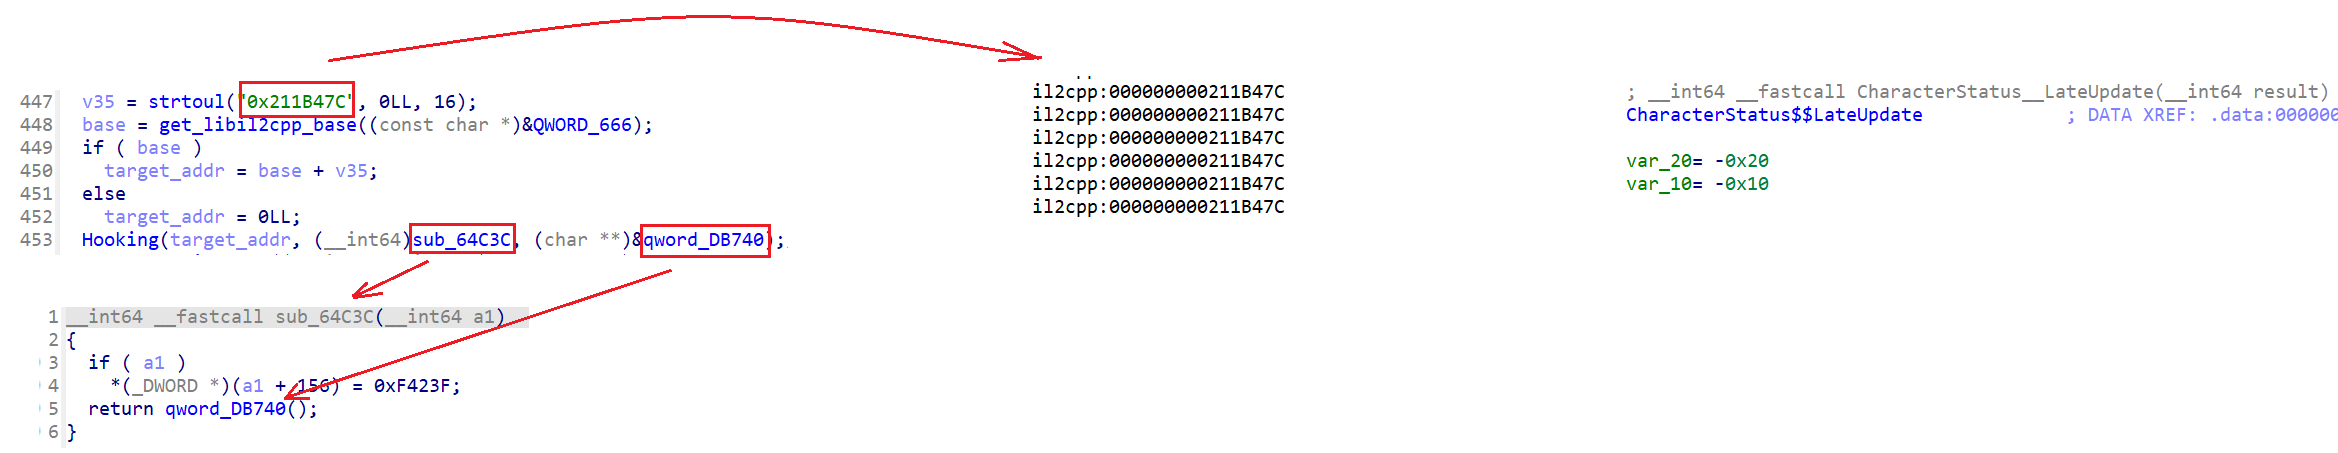 447 v35 = strtoul("0x211B47C", 0LL, 16);
448 base = get_libil2cpp_base((const char *)&QWORD_666);
449 if ( base )
450 target_addr = base + v35;
451 else
452 target_addr = 0LL;
453 Hooking(target_addr, (__int64)sub_64C3C, (char **)&qword_DB740);
il2cpp:000000000211B47C ; __int64 __fastcall CharacterStatus__LateUpdate(__int64 result)
il2cpp:000000000211B47C CharacterStatus$$LateUpdate ; DATA XREF: .data:000000
il2cpp:000000000211B47C
il2cpp:000000000211B47C var_20= -0x20
il2cpp:000000000211B47C var_10= -0x10
il2cpp:000000000211B47C
1 __int64 __fastcall sub_64C3C(__int64 a1)
2 {
3 if ( a1 )
4 *(_DWORD *)(a1 + 156) = 0xF423F;
5 return qword_DB740();
6 }